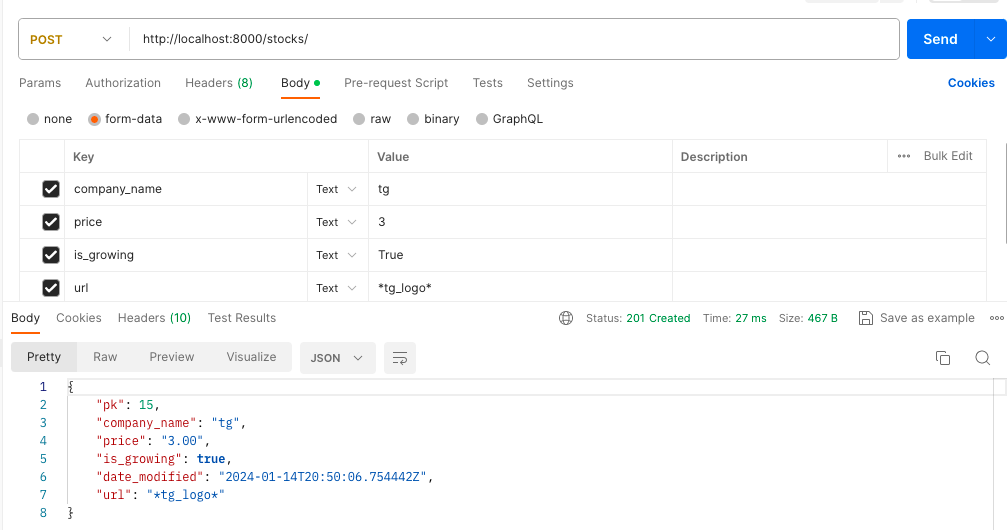 POST http://localhost:8000/stocks/ Send
Params Authorization Headers (8) Body Pre-request Script Tests Settings Cookies
none form-data x-www-form-urlencoded raw binary GraphQL
Key Value Description ••• Bulk Edit
company_name Text tg
price Text 3
is_growing Text True
url Text *tg_logo*
Body Cookies Headers (10) Test Results Status: 201 Created Time: 27 ms Size: 467 B Save as example
Pretty Raw Preview Visualize JSON
1 {
2 "pk": 15,
3 "company_name": "tg",
4 "price": "3.00",
5 "is_growing": true,
6 "date_modified": "2024-01-14T20:50:06.754442Z",
7 "url": "*tg_logo*"
8 }